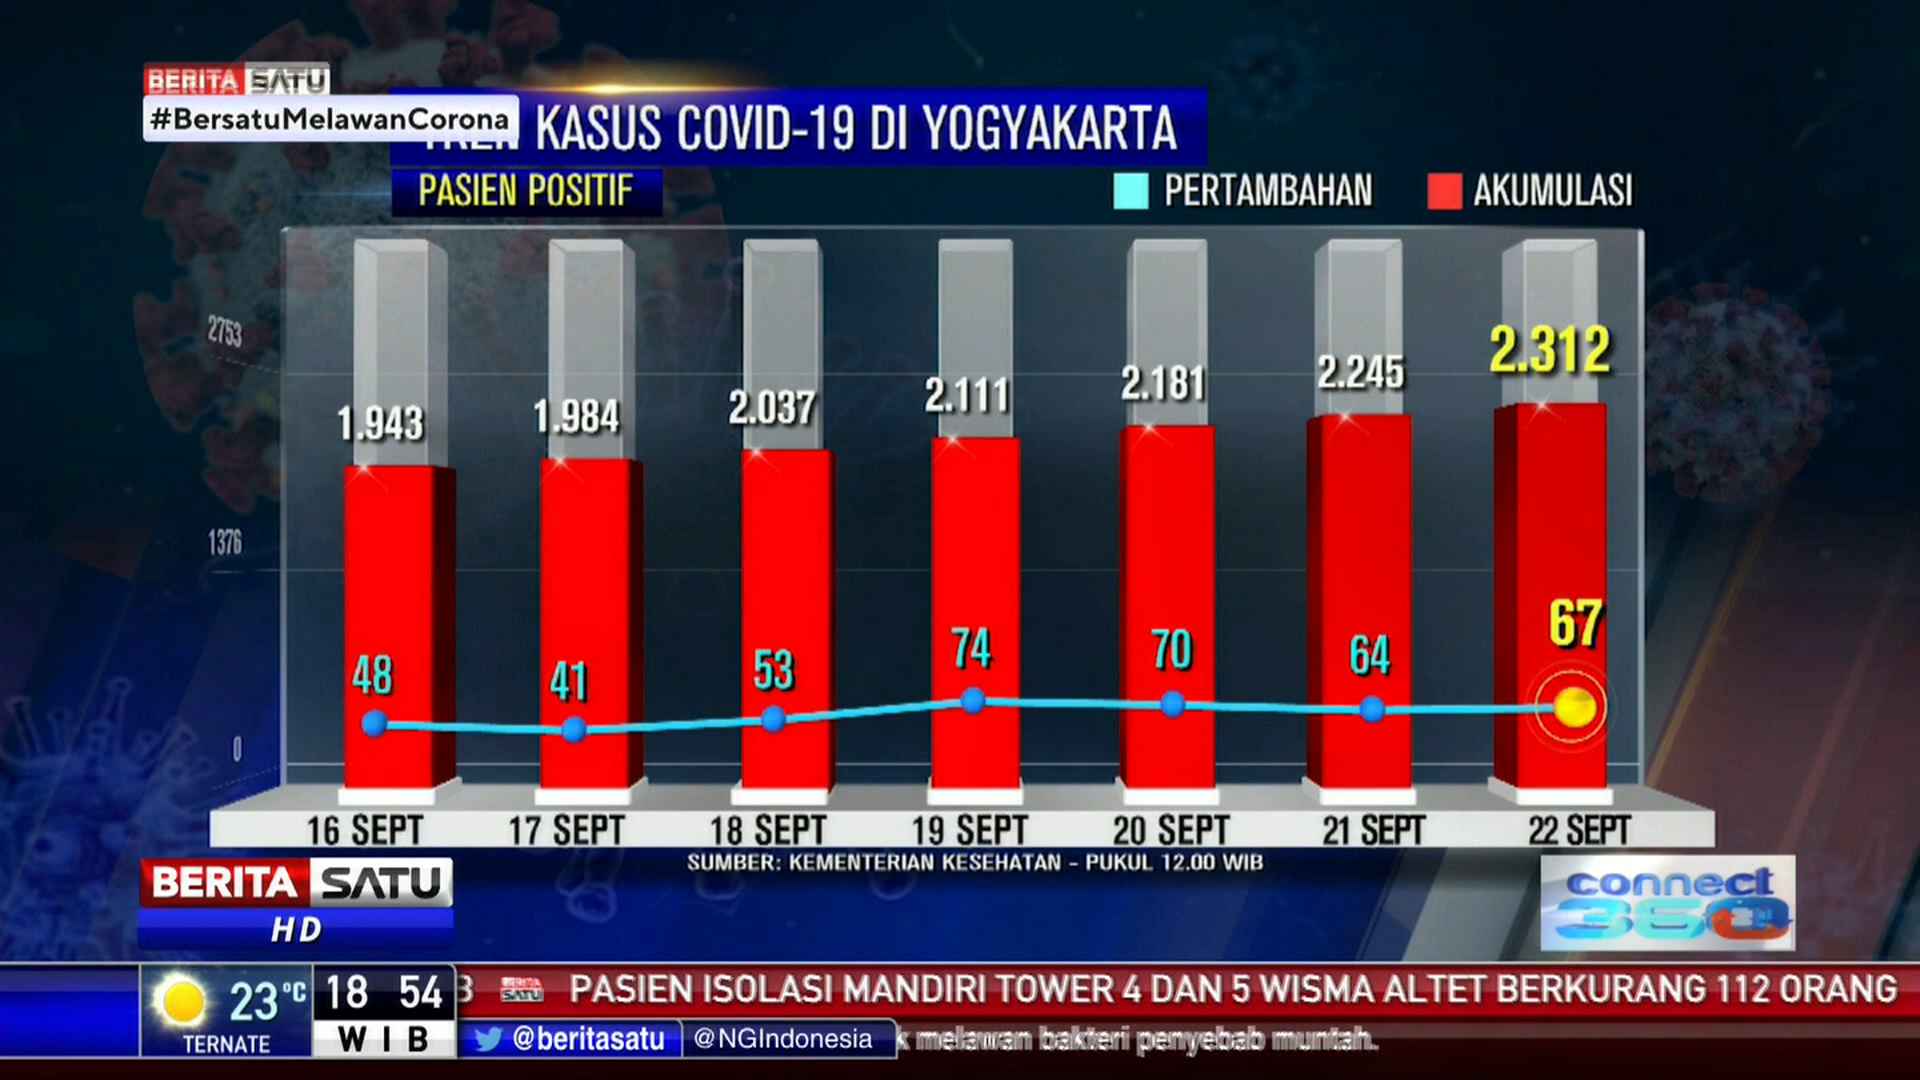 BERITA SATU
#BersatuMelawanCorona
KASUS COVID-19 DI YOGYAKARTA
PASIEN POSITIF
PERTAMBAHAN
AKUMULASI
2753
1376
0
1.943
1.984
2.037
2.111
2.181
2.245
2.312
48
41
53
74
70
64
67
16 SEPT
17 SEPT
18 SEPT
19 SEPT
20 SEPT
21 SEPT
22 SEPT
SUMBER: KEMENTERIAN KESEHATAN - PUKUL 12.00 WIB
BERITA SATU
HD
connect
360
23°C
TERNATE
18 54
WIB
3 BERITA SATU PASIEN ISOLASI MANDIRI TOWER 4 DAN 5 WISMA ALTET BERKURANG 112 ORANG
@beritasatu
@NGIndonesia
k melawan bakteri penyebab muntah.